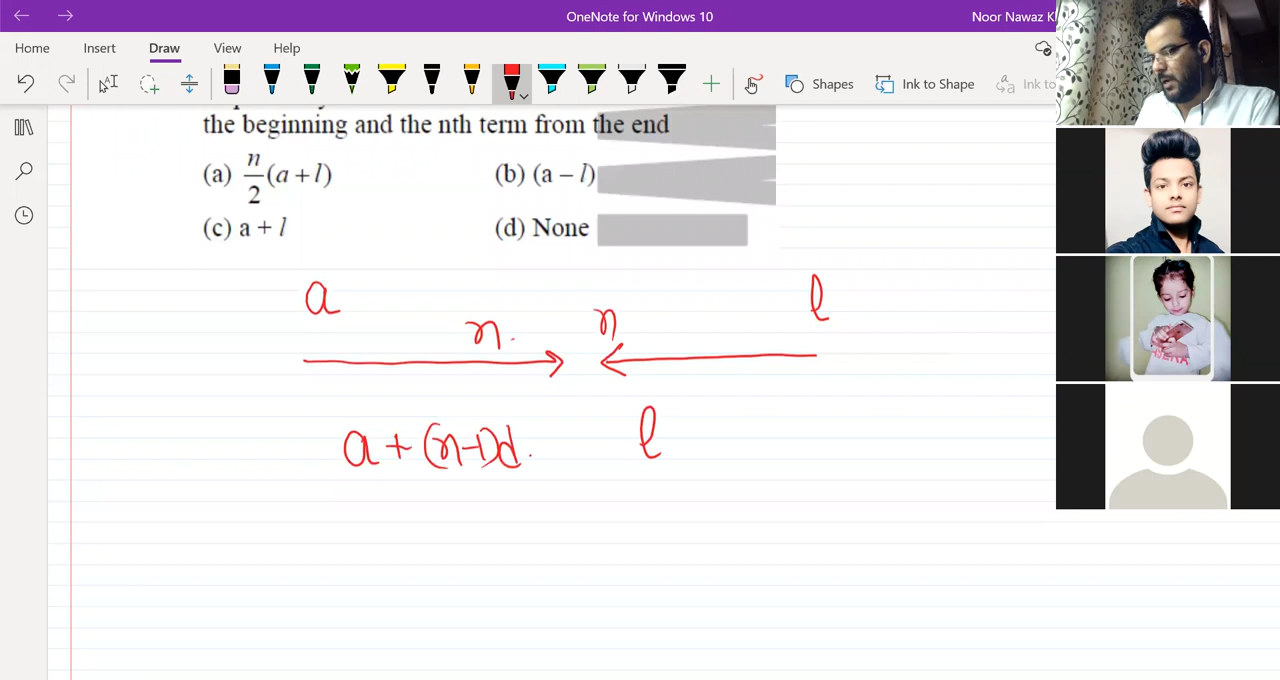 OneNote for Windows 10
Noor Nawaz
Home Insert Draw View Help
Shapes Ink to Shape Ink to
the beginning and the nth term from the end
(a) n/2 (a + l) (b) (a – l)
(c) a + l (d) None
a l
n. n
a + (n-1)d. l